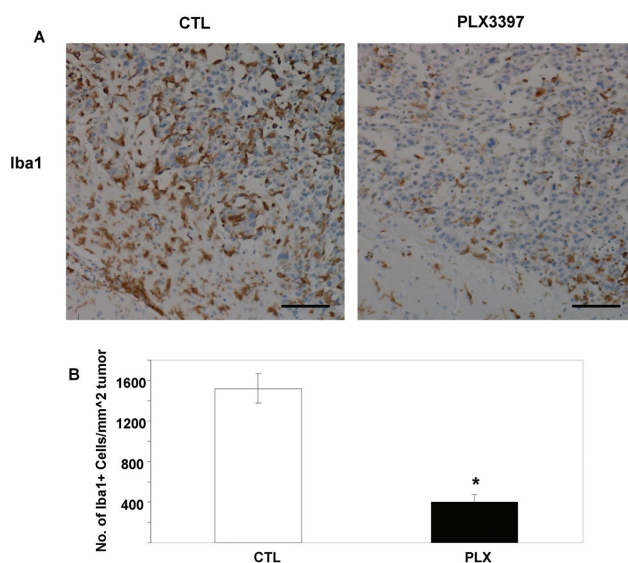 CTL
PLX3397
A
Iba1
B
No. of Iba1+ Cells/mm^2 tumor
1600
1200
800
400
*
CTL
PLX